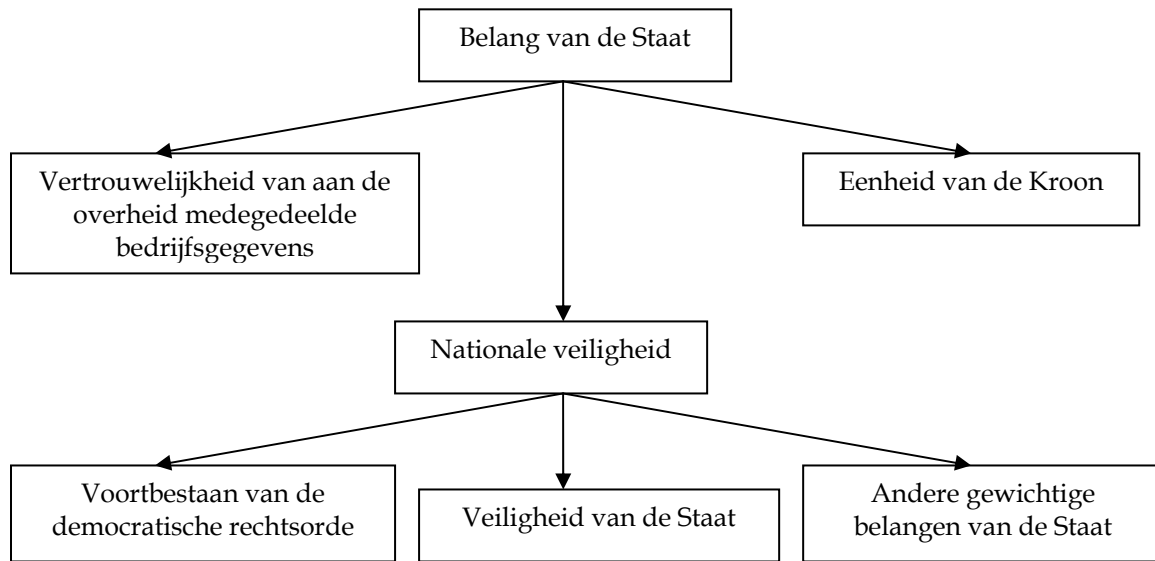 Belang van de Staat
Vertrouwelijkheid van aan de
overheid medegedeelde
bedrijfsgegevens
Eenheid van de Kroon
Nationale veiligheid
Voortbestaan van de
democratische rechtsorde
Veiligheid van de Staat
Andere gewichtige
belangen van de Staat